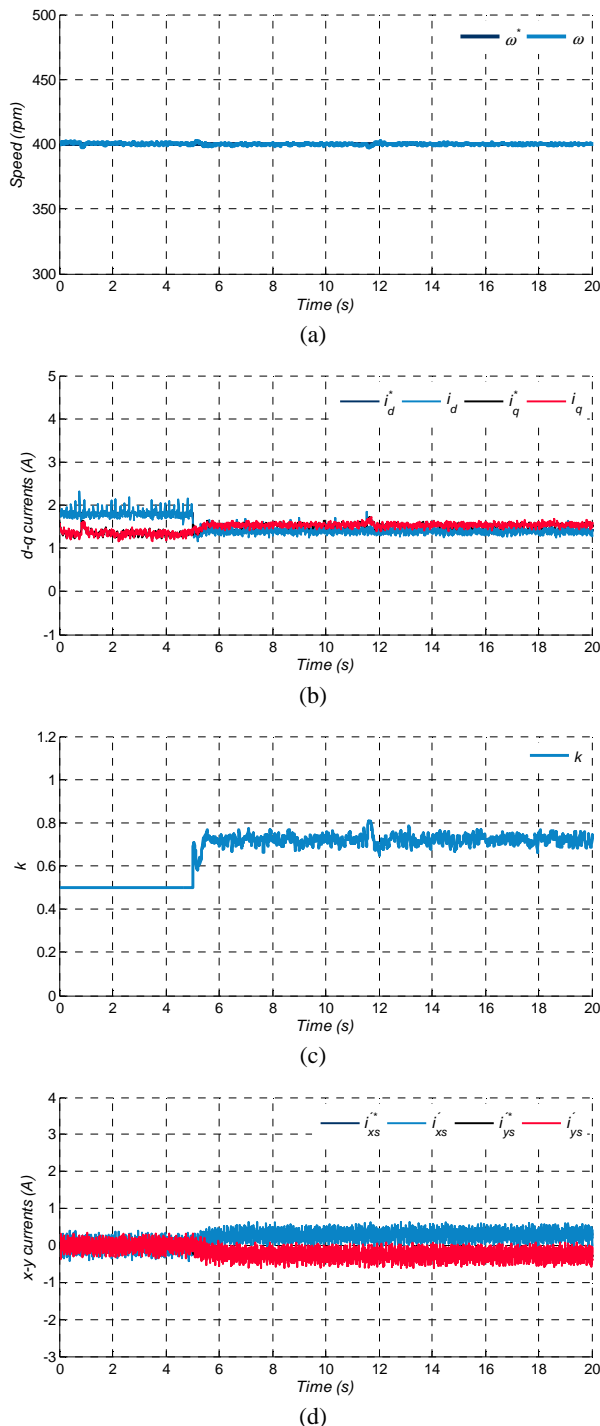 500
ω* ω
450
400
350
300
Speed (rpm)
0 2 4 6 8 10 12 14 16 18 20
Time (s)
(a)
5
i*d id i*q iq
4
3
2
1
0
-1
d-q currents (A)
0 2 4 6 8 10 12 14 16 18 20
Time (s)
(b)
1.2
k
1
0.8
0.6
0.4
0.2
0
k
0 2 4 6 8 10 12 14 16 18 20
Time (s)
(c)
4
i´*xs i´xs i´*ys i´ys
3
2
1
0
-1
-2
-3
x-y currents (A)
0 2 4 6 8 10 12 14 16 18 20
Time (s)
(d)